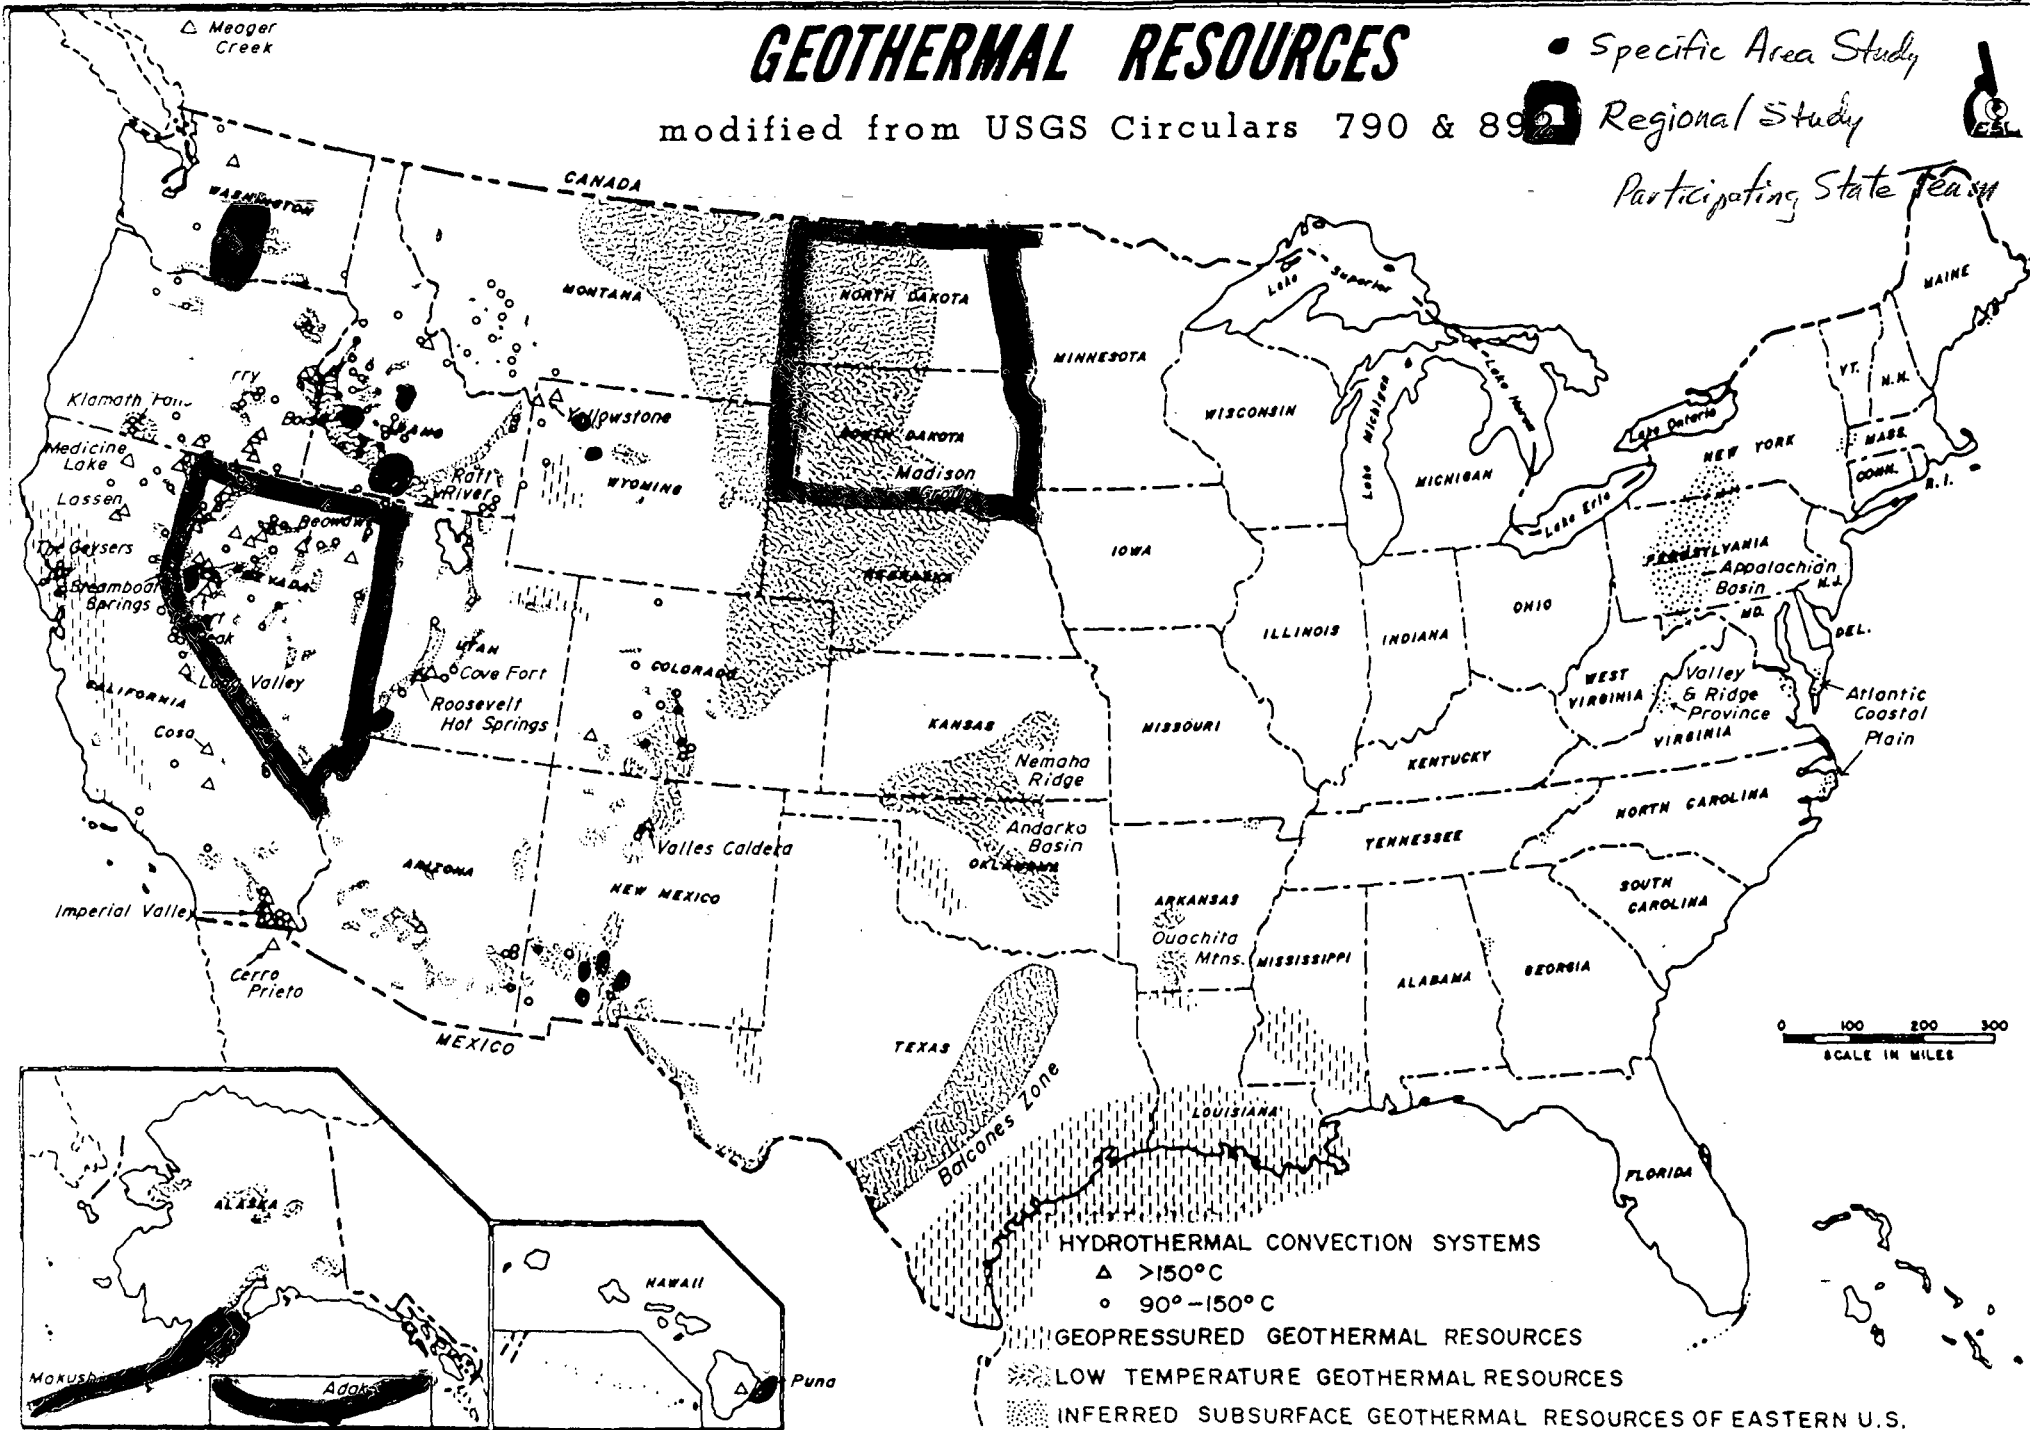 GEOTHERMAL RESOURCES
modified from USGS Circulars 790 &
Specific Area Study
Regional Study
Participating State Team
ESL
Meager
Creek
CANADA
WASHINGTON
MONTANA
NORTH DAKOTA
MINNESOTA
Lake Superior
MAINE
VT.
N.H.
MASS.
CONN.
R.I.
NEW YORK
Lake Ontario
Lake Huron
Lake Michigan
Lake Erie
WISCONSIN
MICHIGAN
Klamath
Medicine
Lake
Lassen
Yellowstone
Raft
River
WYOMING
DAKOTA
Madison
The Geysers
Steamboat
Springs
NEVADA
Long Valley
CALIFORNIA
Coso
UTAH
Cove Fort
Roosevelt
Hot Springs
COLORADO
NEBRASKA
IOWA
ILLINOIS
INDIANA
OHIO
PENNSYLVANIA
Appalachian
Basin
N.J.
MD.
DEL.
WEST
VIRGINIA
Valley
& Ridge
Province
VIRGINIA
Atlantic
Coastal
Plain
KANSAS
Nemaha
Ridge
MISSOURI
KENTUCKY
TENNESSEE
NORTH CAROLINA
SOUTH
CAROLINA
Andarko
Basin
OKLAHOMA
Valles Caldera
ARIZONA
NEW MEXICO
Imperial Valley
Cerro
Prieto
MEXICO
ARKANSAS
Ouachita
Mtns.
MISSISSIPPI
ALABAMA
GEORGIA
TEXAS
Balcones Zone
LOUISIANA
FLORIDA
0 100 200 300
SCALE IN MILES
ALASKA
Adak
HAWAII
Puna
HYDROTHERMAL CONVECTION SYSTEMS
>150°C
90°-150°C
GEOPRESSURED GEOTHERMAL RESOURCES
LOW TEMPERATURE GEOTHERMAL RESOURCES
INFERRED SUBSURFACE GEOTHERMAL RESOURCES OF EASTERN U.S.